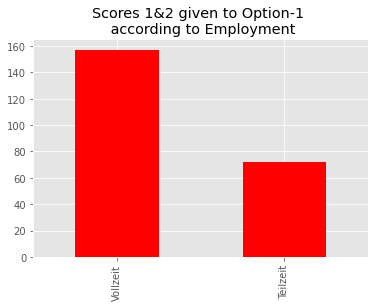 Scores 1&2 given to Option-1
according to Employment
160
140
120
100
80
60
40
20
0
Vollzeit
Teilzeit